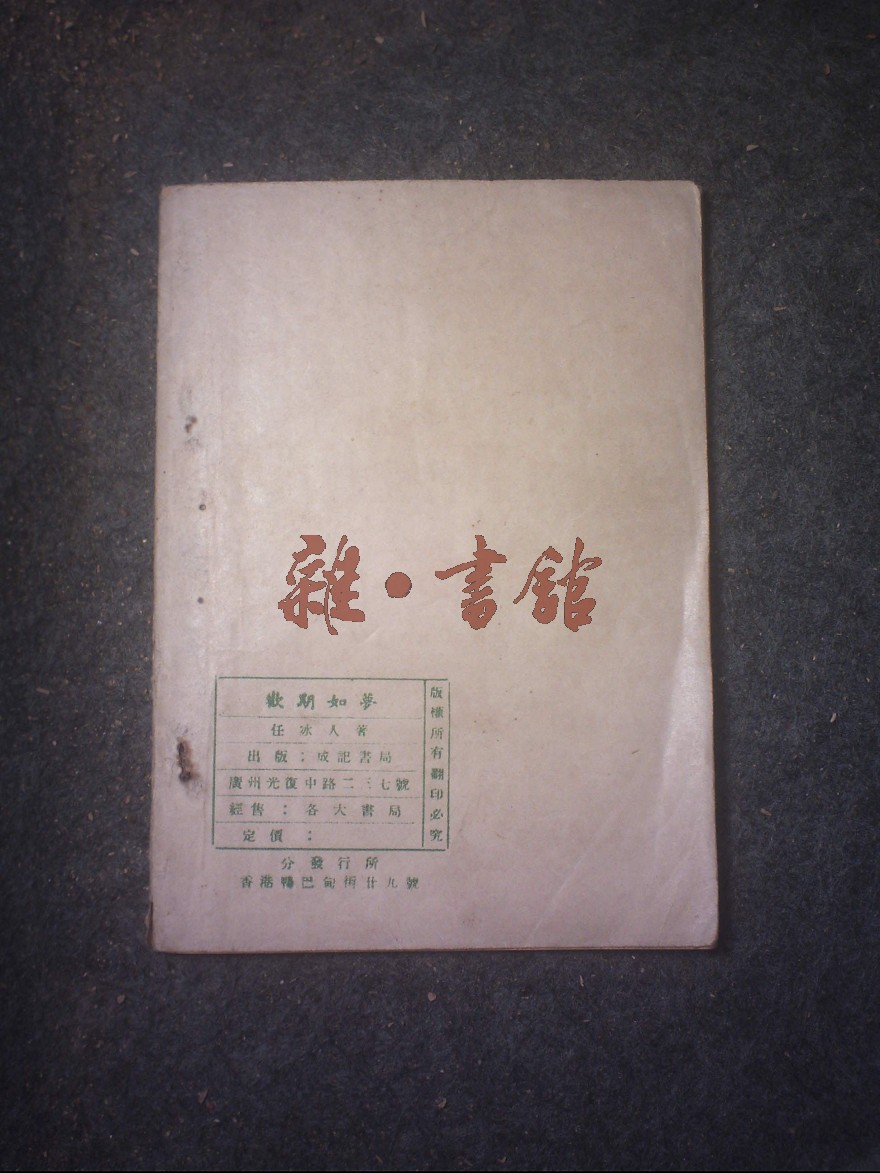 雜•書館
歡期如夢
任冰人著
出版：成記書局
廣州光復中路二三七號
經售：各大書局
定價：
版權所有翻印必究
分發行所
香港鴨巴甸街廿九號